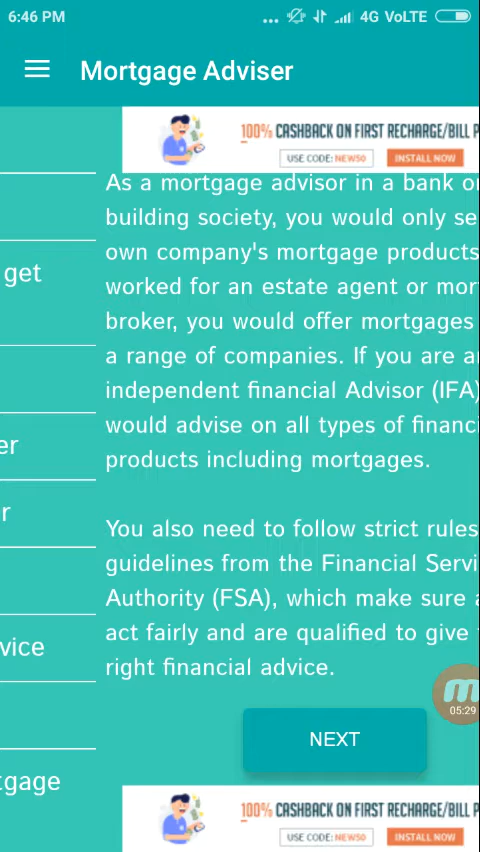 6:46 PM
... 4G VoLTE
Mortgage Adviser
100% CASHBACK ON FIRST RECHARGE/BILL P
USE CODE: NEW50 INSTALL NOW
As a mortgage advisor in a bank or
building society, you would only se
get
own company's mortgage products
worked for an estate agent or mor
broker, you would offer mortgages
a range of companies. If you are a
independent financial Advisor (IFA)
would advise on all types of financi
er
products including mortgages.
r
You also need to follow strict rules
guidelines from the Financial Servi
Authority (FSA), which make sure a
vice
act fairly and are qualified to give
right financial advice.
05:29
NEXT
tgage
100% CASHBACK ON FIRST RECHARGE/BILL P
USE CODE: NEW50 INSTALL NOW